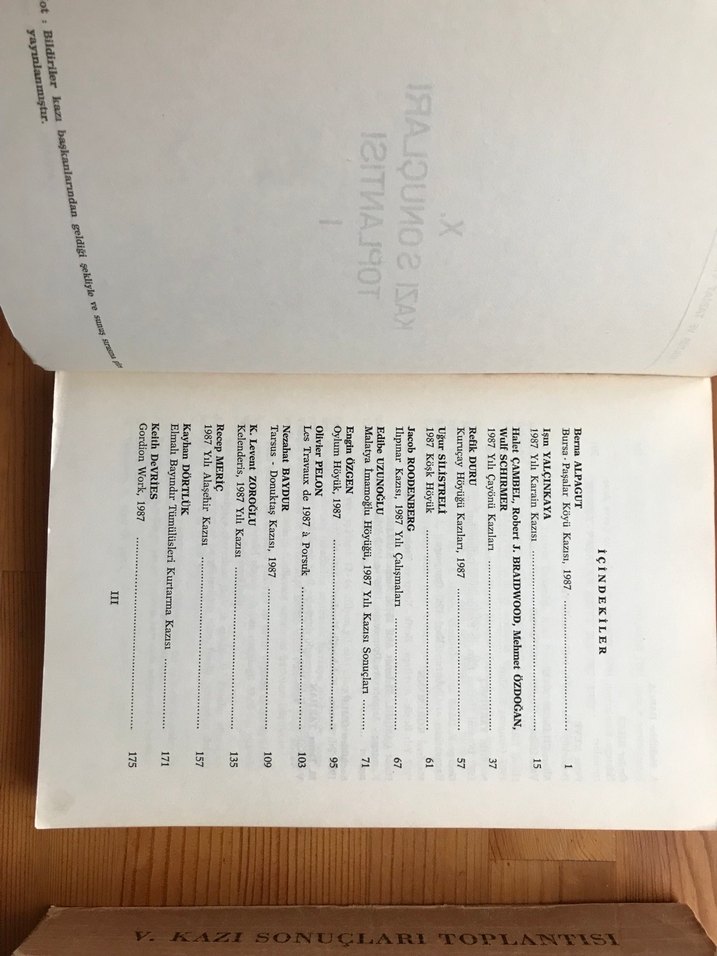 Not : Bildiriler kazı başkanlarından geldiği şekliyle ve sunuş sırasına
yayınlanmıştır.
X.
KAZI SONUÇLARI
TOPLANTISI
I
İÇİNDEKİLER
Berna ALPAGUT
Bursa - Paşalar Köyü Kazısı, 1987 1
Işın YALÇINKAYA
1987 Yılı Karain Kazısı 15
Halet ÇAMBEL, Robert J. BRAIDWOOD, Mehmet ÖZDOĞAN,
Wulf SCHIRMER
1987 Yılı Çayönü Kazıları 37
Refik DURU
Kuruçay Höyüğü Kazıları, 1987 57
Uğur SİLİSTRELİ
1987 Köşk Höyük 61
Jacob ROODENBERG
Ilıpınar Kazısı, 1987 Yılı Çalışmaları 67
Edibe UZUNOĞLU
Malatya İmamoğlu Höyüğü, 1987 Yılı Kazısı Sonuçları 71
Engin ÖZGEN
Oylum Höyük, 1987 95
Olivier PELON
Les Travaux de 1987 à Porsuk 103
Nezahat BAYDUR
Tarsus - Donuktaş Kazısı, 1987 109
K. Levent ZOROĞLU
Kelenderis, 1987 Yılı Kazısı 135
Recep MERİÇ
1987 Yılı Alaşehir Kazısı 157
Kayhan DÖRTLÜK
Elmalı Bayındır Tümülüsleri Kurtarma Kazısı 171
Keith DeVRIES
Gordion Work, 1987 175
III
V. KAZI SONUÇLARI TOPLANTISI